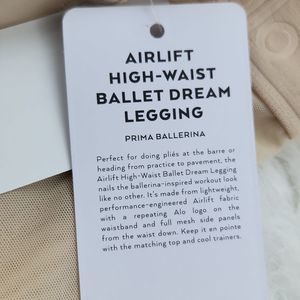 AIRLIFT
HIGH-WAIST
BALLET DREAM
LEGGING
PRIMA BALLERINA
Perfect for doing pliés at the barre or
heading from practice to pavement, the
Airlift High-Waist Ballet Dream Legging
nails the ballerina-inspired workout look
like no other. It's made from lightweight,
performance-engineered Airlift fabric
with a repeating Alo logo on the
waistband and full mesh side panels
from the waist down. Keep it en pointe
with the matching top and cool trainers.